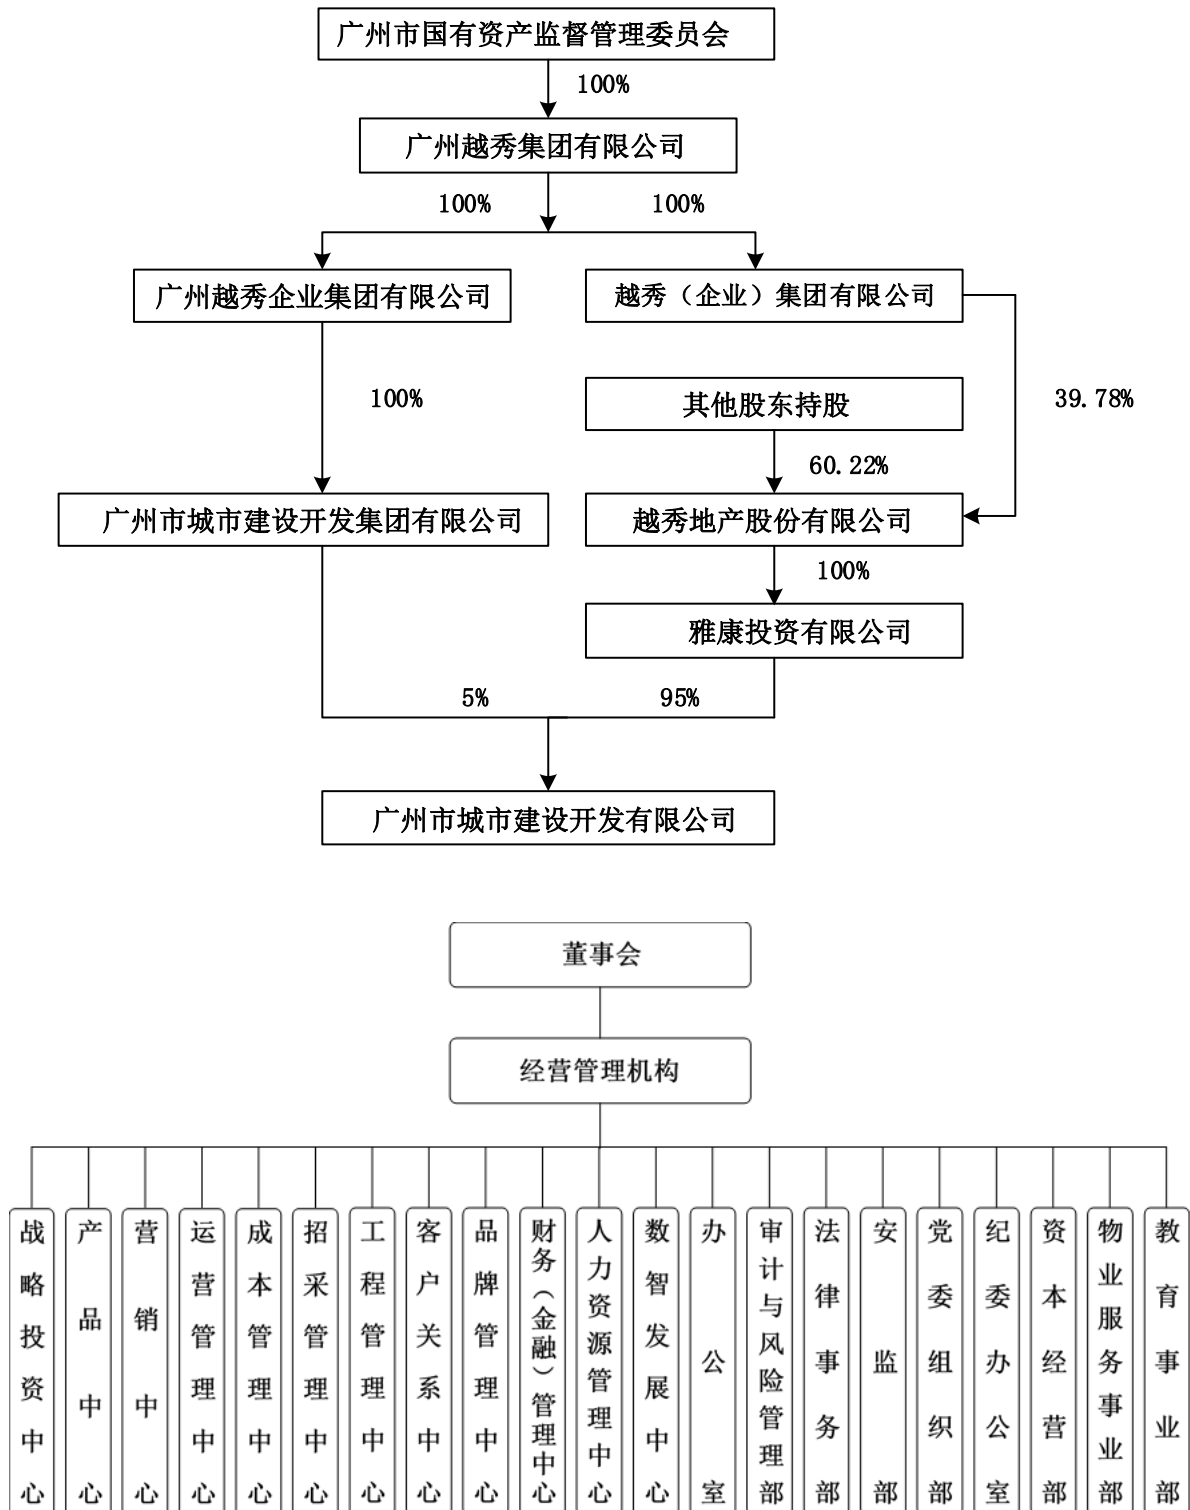 广州市国有资产监督管理委员会
100%
广州越秀集团有限公司
100%
100%
广州越秀企业集团有限公司
越秀（企业）集团有限公司
100%
其他股东持股
39.78%
60.22%
广州市城市建设开发集团有限公司
越秀地产股份有限公司
100%
雅康投资有限公司
5%
95%
广州市城市建设开发有限公司
董事会
经营管理机构
战略投资中心
产品中心
营销中心
运营管理中心
成本管理中心
招采管理中心
工程管理中心
客户关系中心
品牌管理中心
财务（金融）管理中心
人力资源管理中心
数智发展中心
办公室
审计与风险管理部
法律事务部
安监部
党委组织部
纪委办公室
资本经营部
物业服务事业部
教育事业部